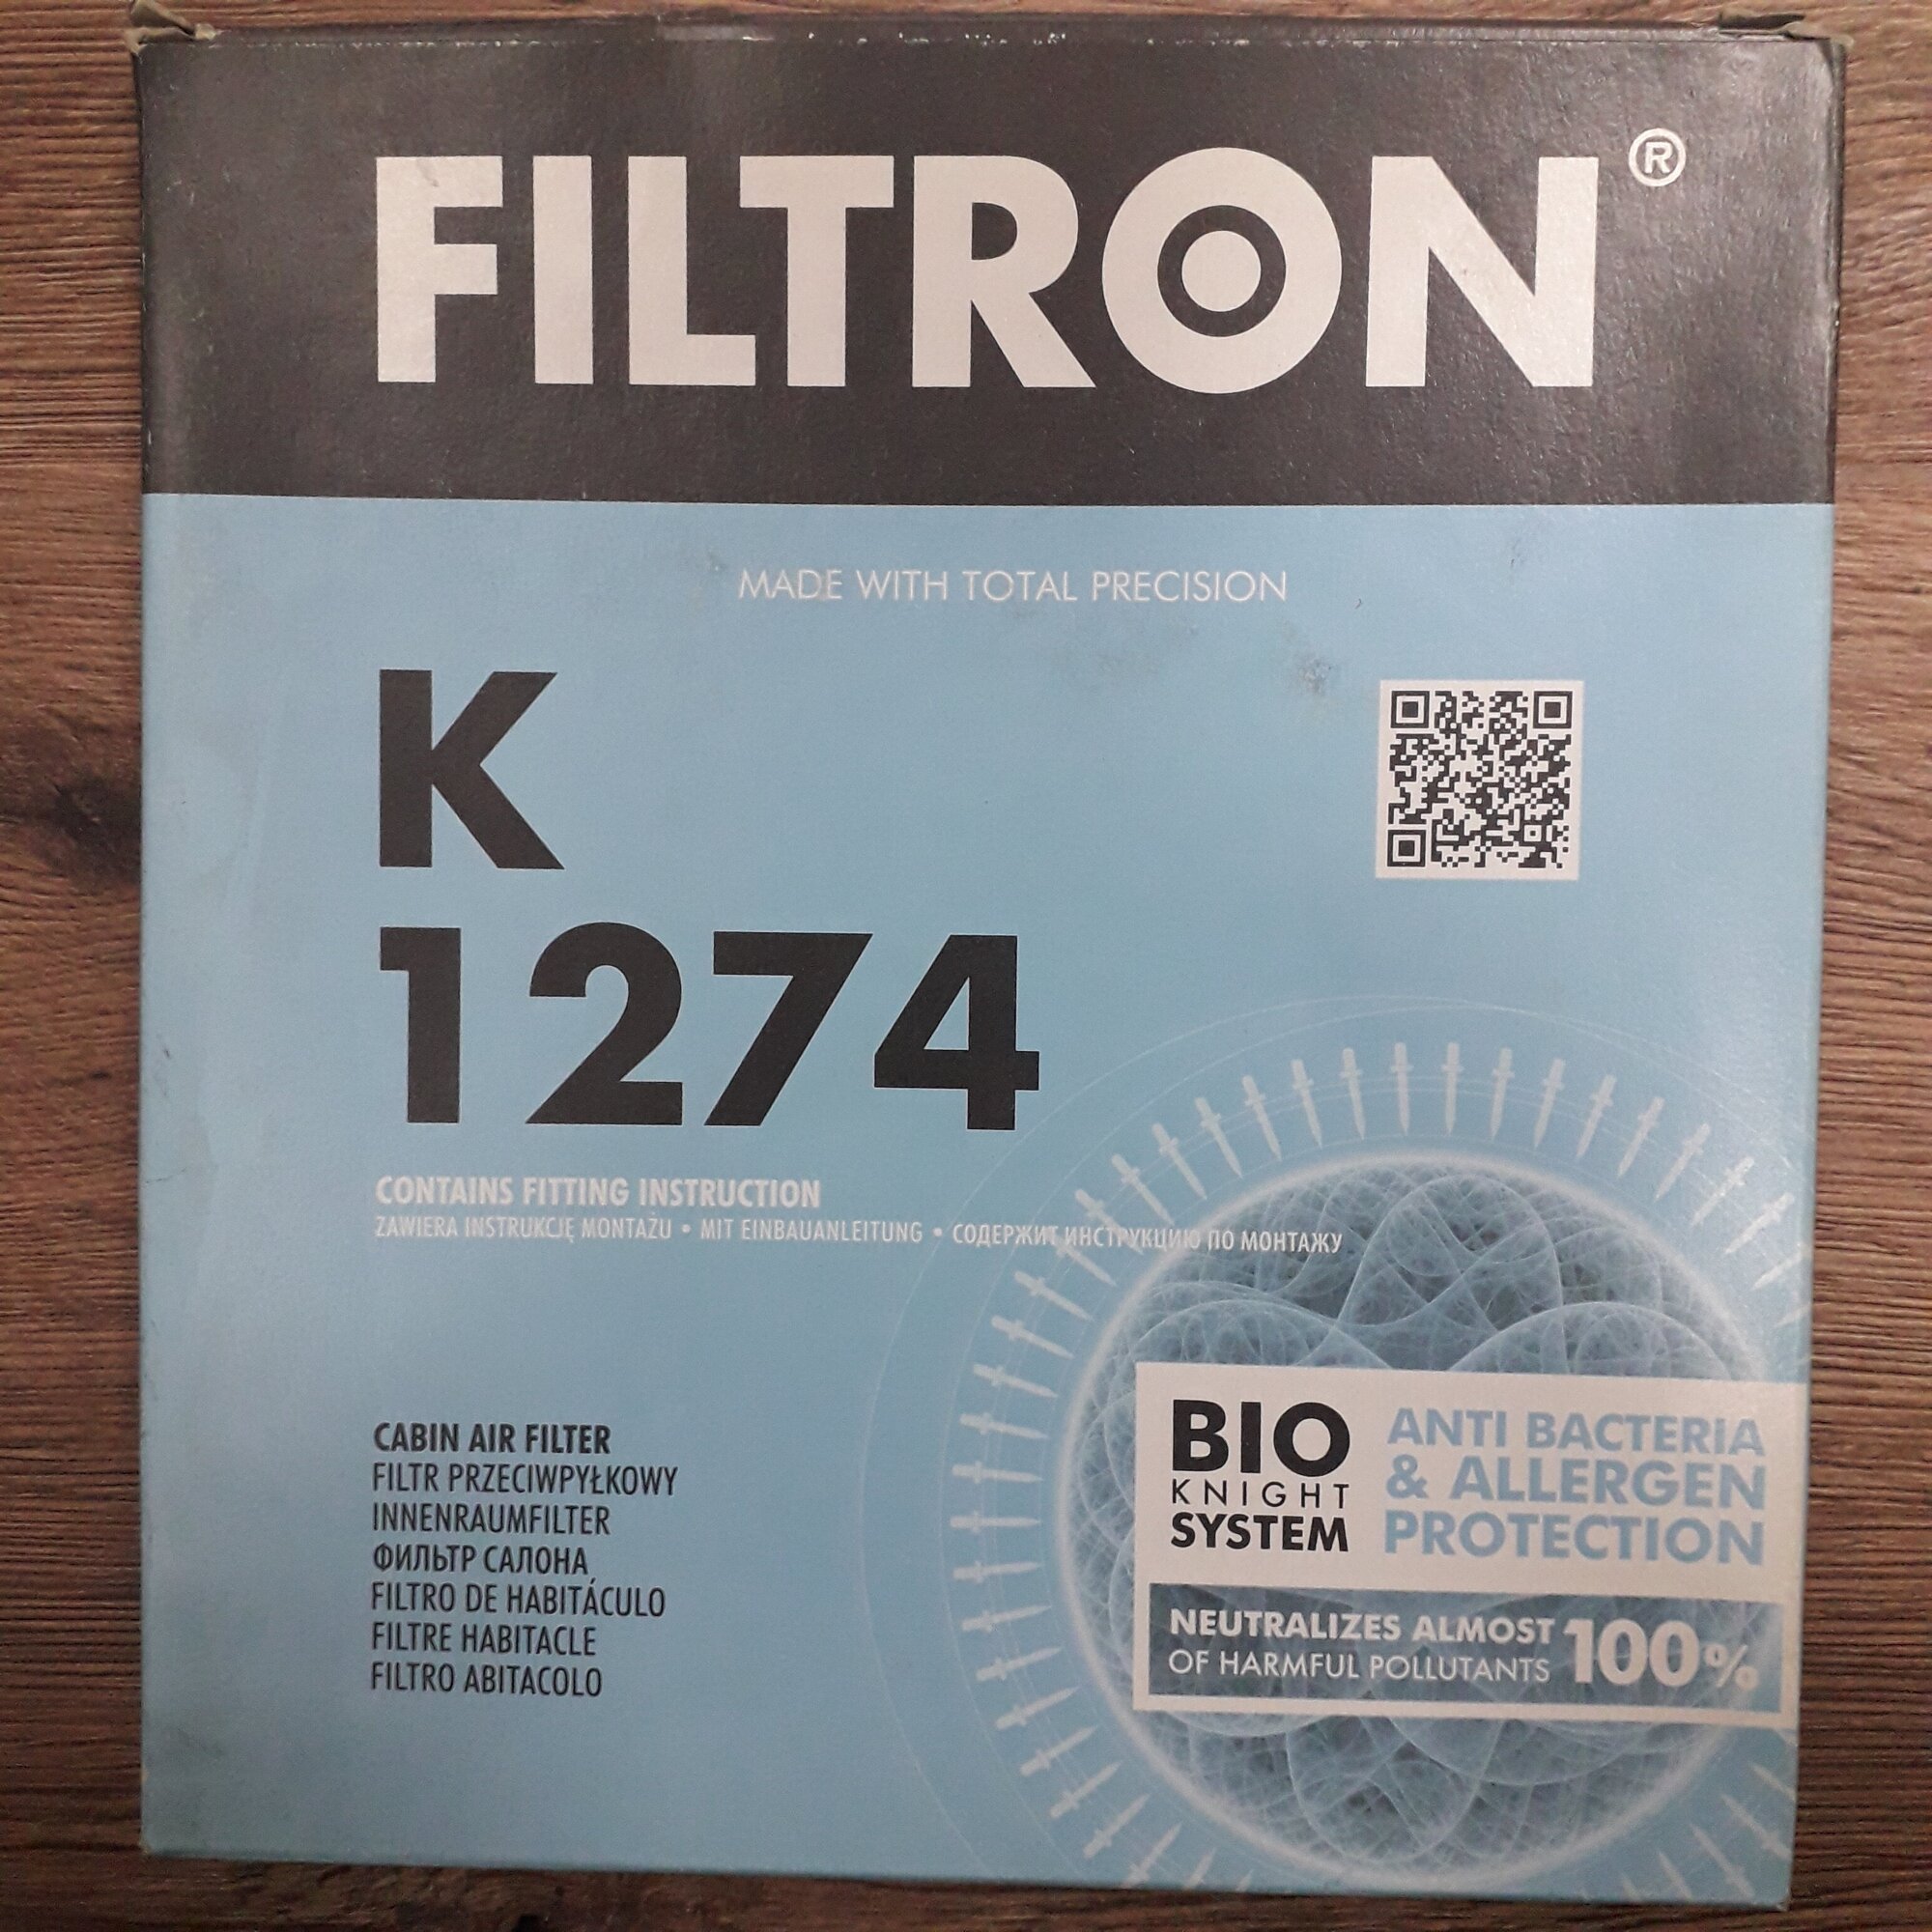 FILTRON®
MADE WITH TOTAL PRECISION
K
1274
CONTAINS FITTING INSTRUCTION
ZAWIERA INSTRUKCJĘ MONTAŻU • MIT EINBAUANLEITUNG • СОДЕРЖИТ ИНСТРУКЦИЮ ПО МОНТАЖУ
CABIN AIR FILTER
FILTR PRZECIWPYŁKOWY
INNENRAUMFILTER
ФИЛЬТР САЛОНА
FILTRO DE HABITÁCULO
FILTRE HABITACLE
FILTRO ABITACOLO
BIO
KNIGHT
SYSTEM
ANTI BACTERIA
& ALLERGEN
PROTECTION
NEUTRALIZES ALMOST
OF HARMFUL POLLUTANTS
100%